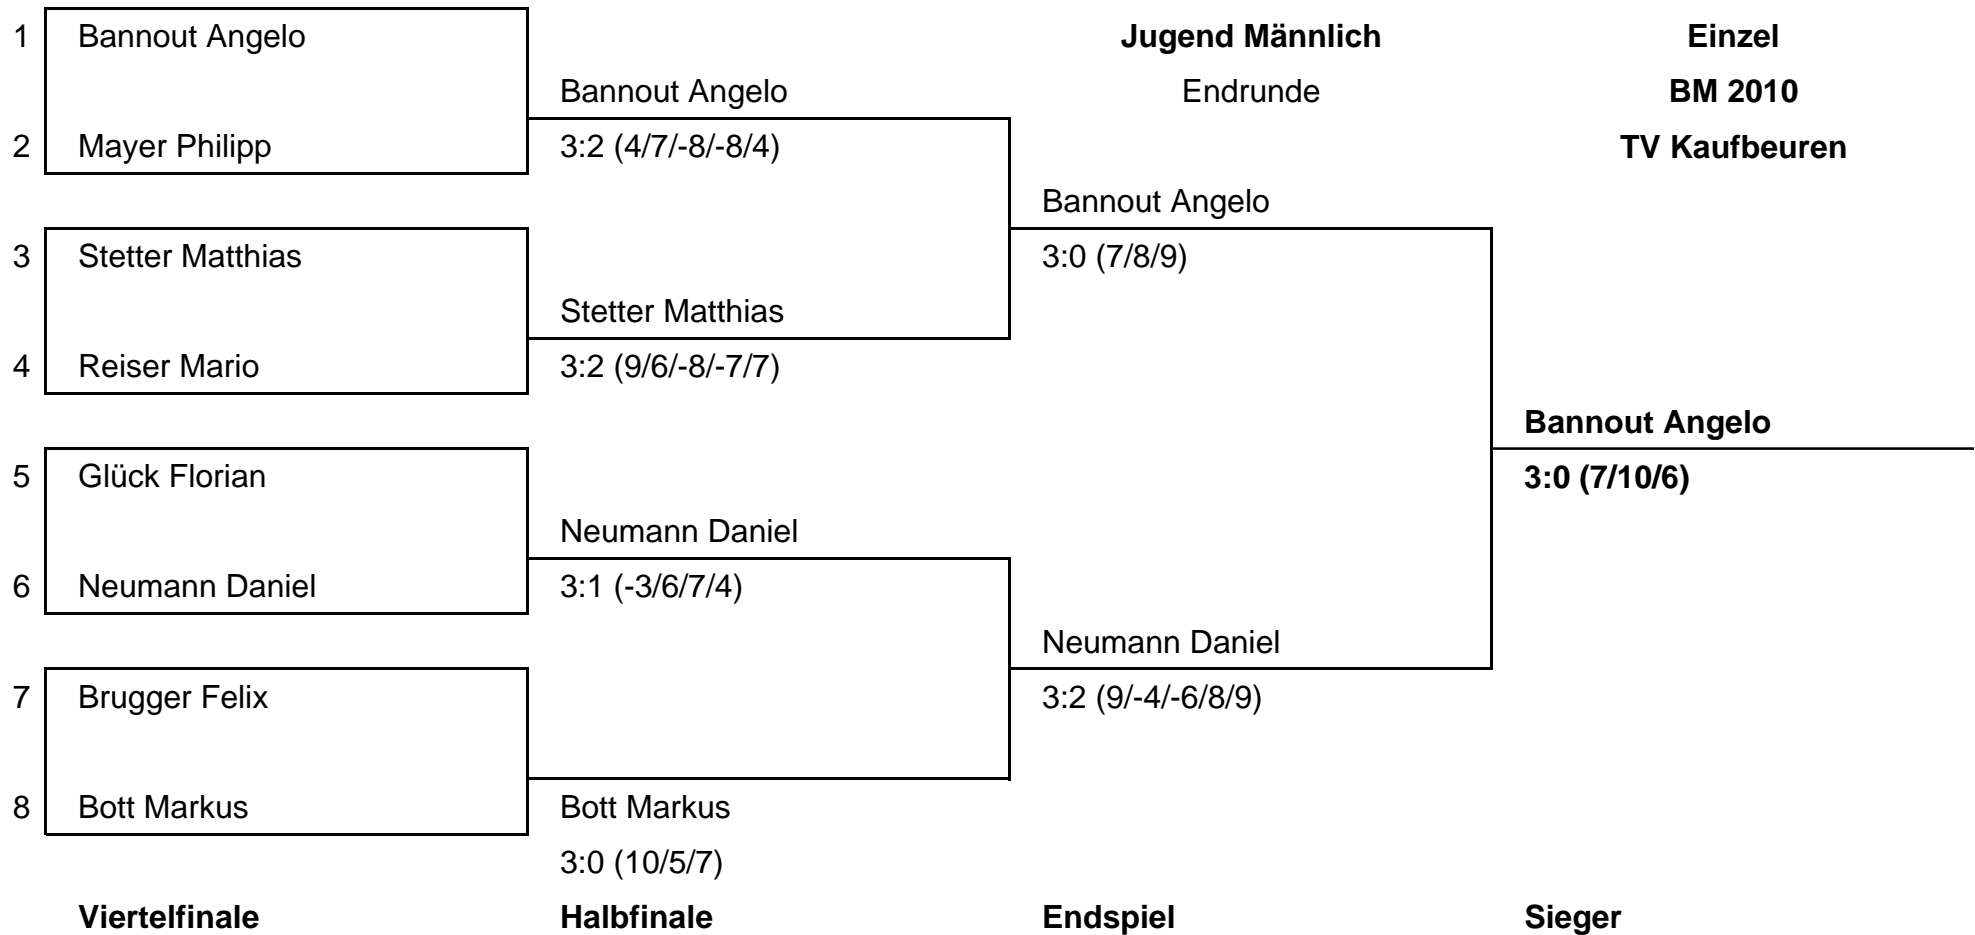 1 Bannout Angelo Jugend Männlich Einzel
Bannout Angelo Endrunde BM 2010
2 Mayer Philipp 3:2 (4/7/-8/-8/4) TV Kaufbeuren
Bannout Angelo
3 Stetter Matthias 3:0 (7/8/9)
Stetter Matthias
4 Reiser Mario 3:2 (9/6/-8/-7/7)
Bannout Angelo
5 Glück Florian 3:0 (7/10/6)
Neumann Daniel
6 Neumann Daniel 3:1 (-3/6/7/4)
Neumann Daniel
7 Brugger Felix 3:2 (9/-4/-6/8/9)
8 Bott Markus Bott Markus
3:0 (10/5/7)
Viertelfinale Halbfinale Endspiel Sieger